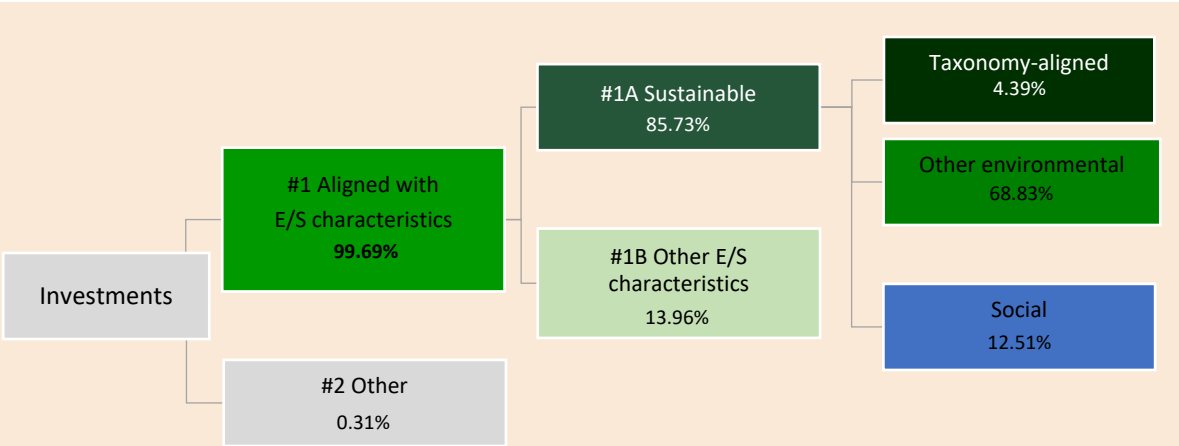 Investments
#1 Aligned with
E/S characteristics
99.69%
#2 Other
0.31%
#1A Sustainable
85.73%
#1B Other E/S
characteristics
13.96%
Taxonomy-aligned
4.39%
Other environmental
68.83%
Social
12.51%